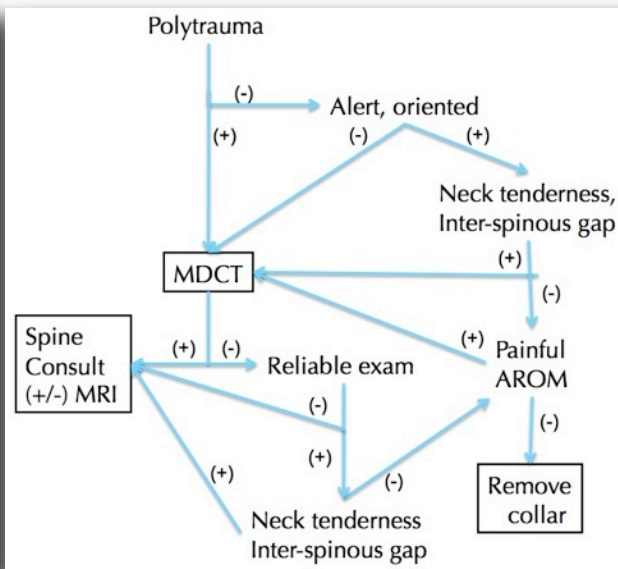 Polytrauma
(-)
Alert, oriented
(+)
(-)
(+)
Neck tenderness,
Inter-spinous gap
(+)
MDCT
(-)
Spine
Consult
(+/-) MRI
(+)
(-)
Reliable exam
(+)
Painful
AROM
(-)
(-)
(+)
(+)
(-)
Remove
collar
Neck tenderness
Inter-spinous gap